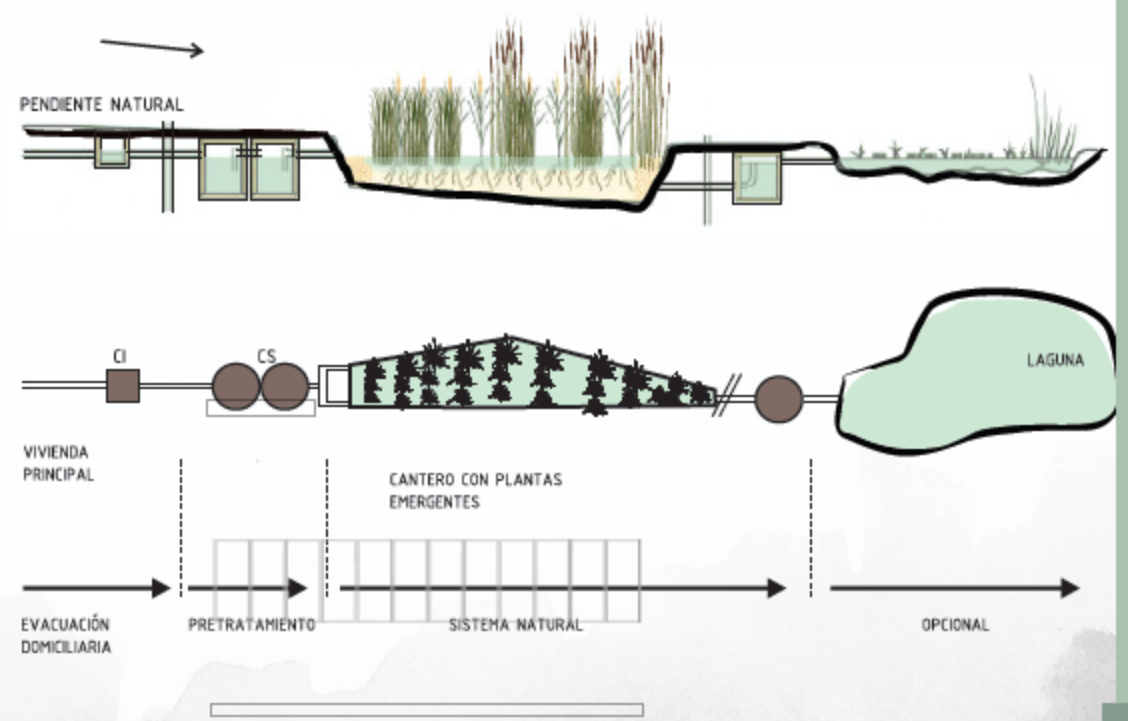 PENDIENTE NATURAL
CI
CS
LAGUNA
VIVIENDA
PRINCIPAL
CANTERO CON PLANTAS
EMERGENTES
EVACUACIÓN
DOMICILIARIA
PRETRATAMIENTO
SISTEMA NATURAL
OPCIONAL